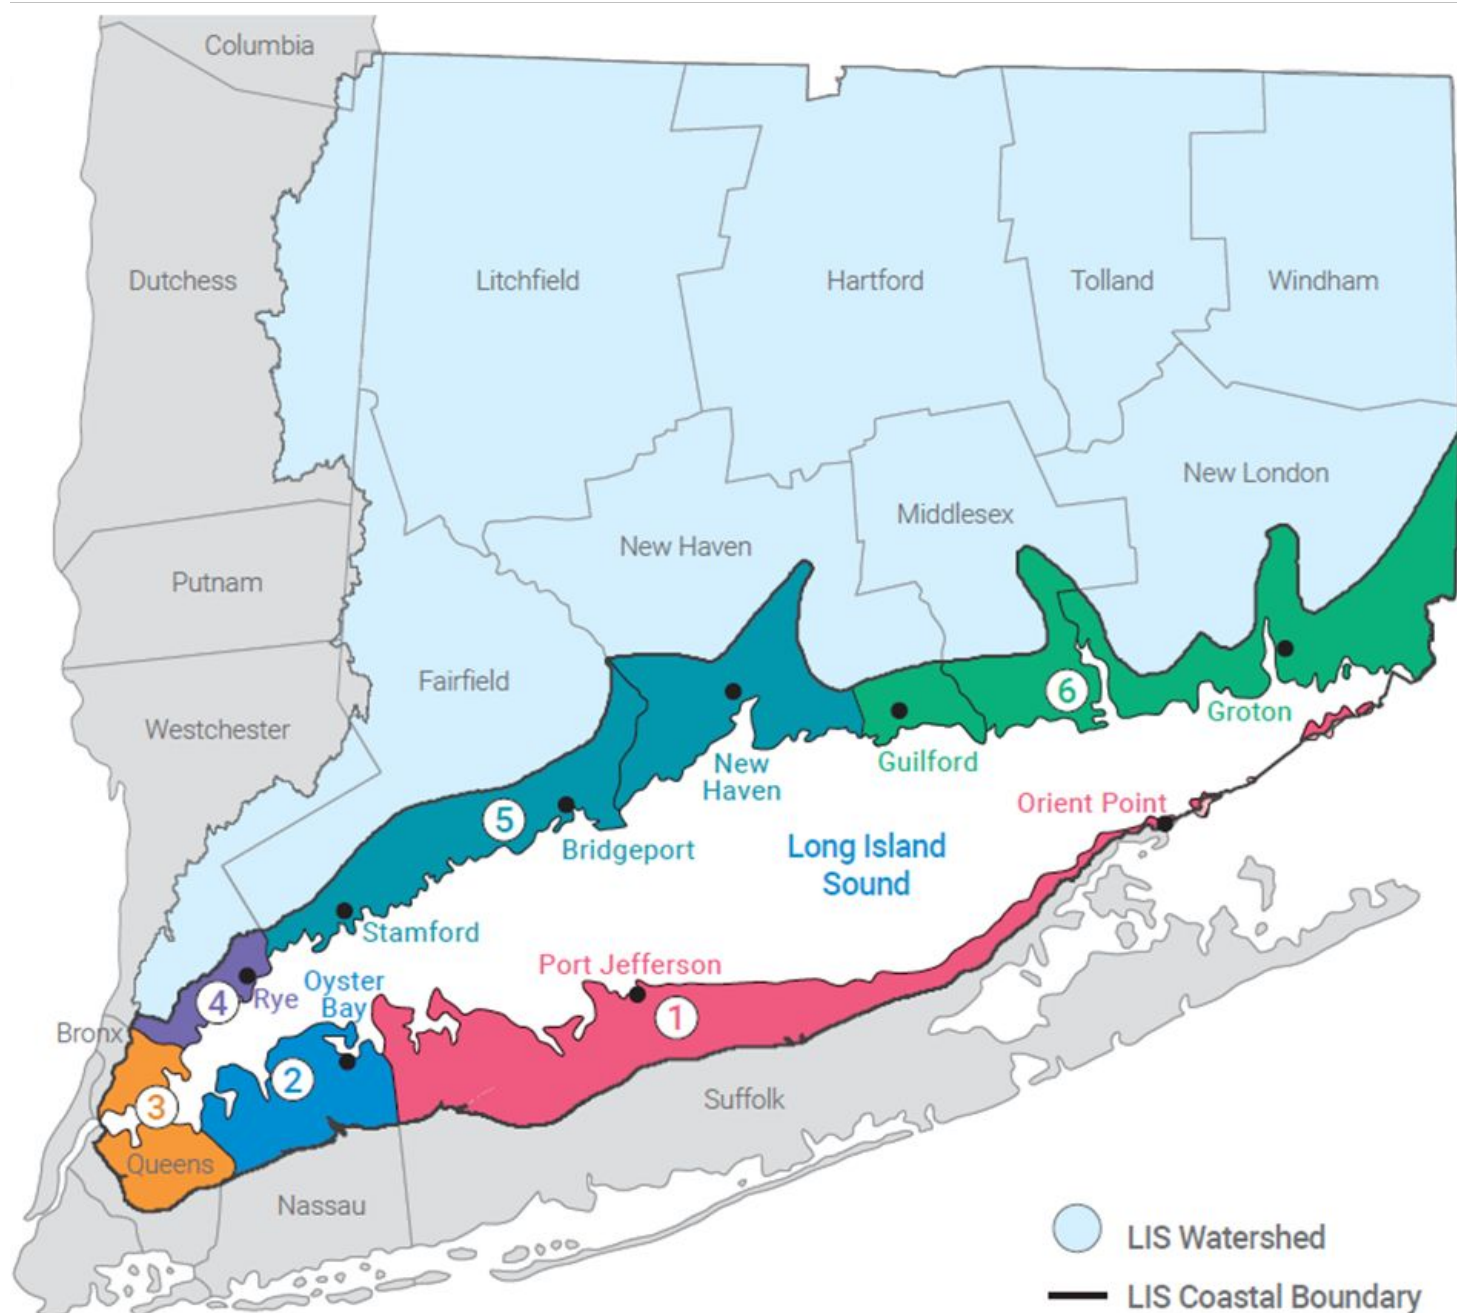 Columbia
Dutchess
Litchfield
Hartford
Tolland
Windham
New London
Middlesex
New Haven
Putnam
Fairfield
Westchester
6
Groton
New
Haven
Guilford
Orient Point
5
Bridgeport
Long Island
Sound
Stamford
Port Jefferson
Oyster
Bay
4
Rye
1
Bronx
2
3
Suffolk
Queens
Nassau
LIS Watershed
LIS Coastal Boundary